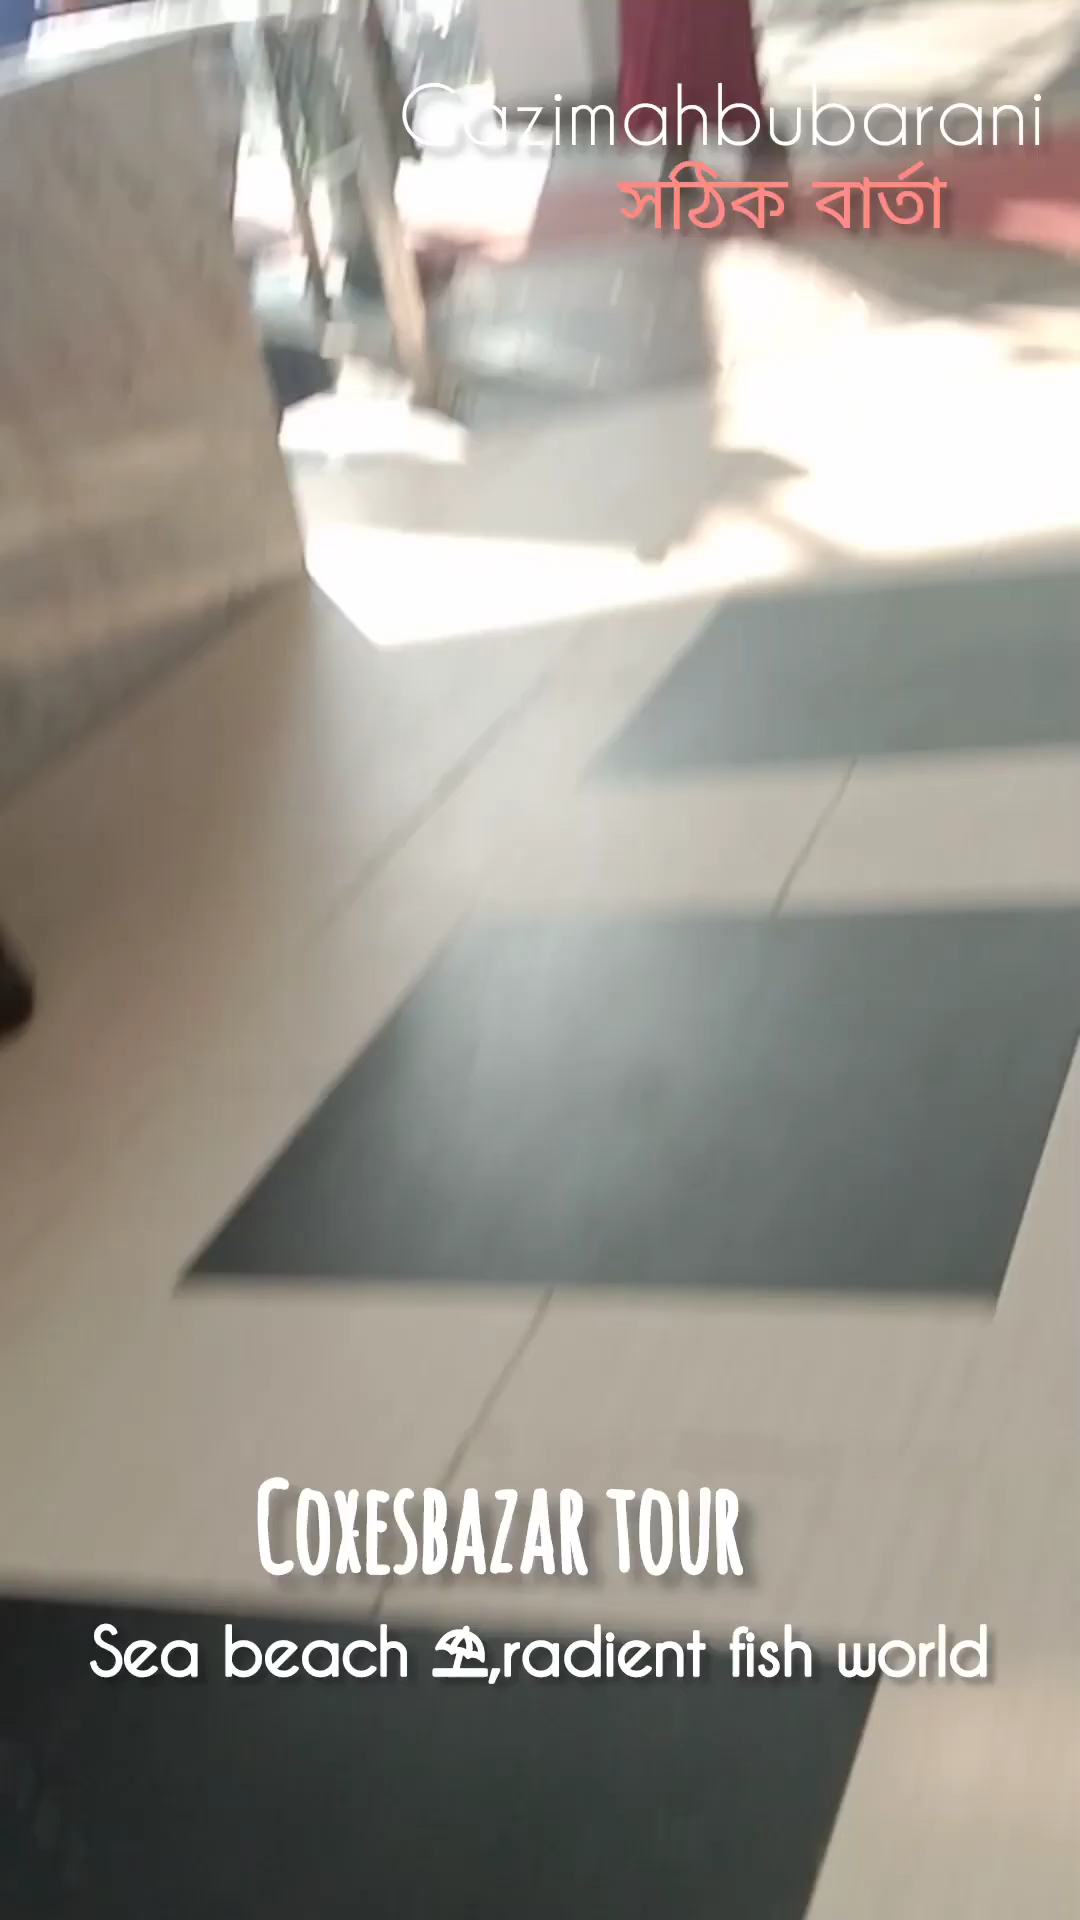 Gazimahbubarani
সঠিক বার্তা
Coxesbazar tour
Sea beach ⛱,radient fish world